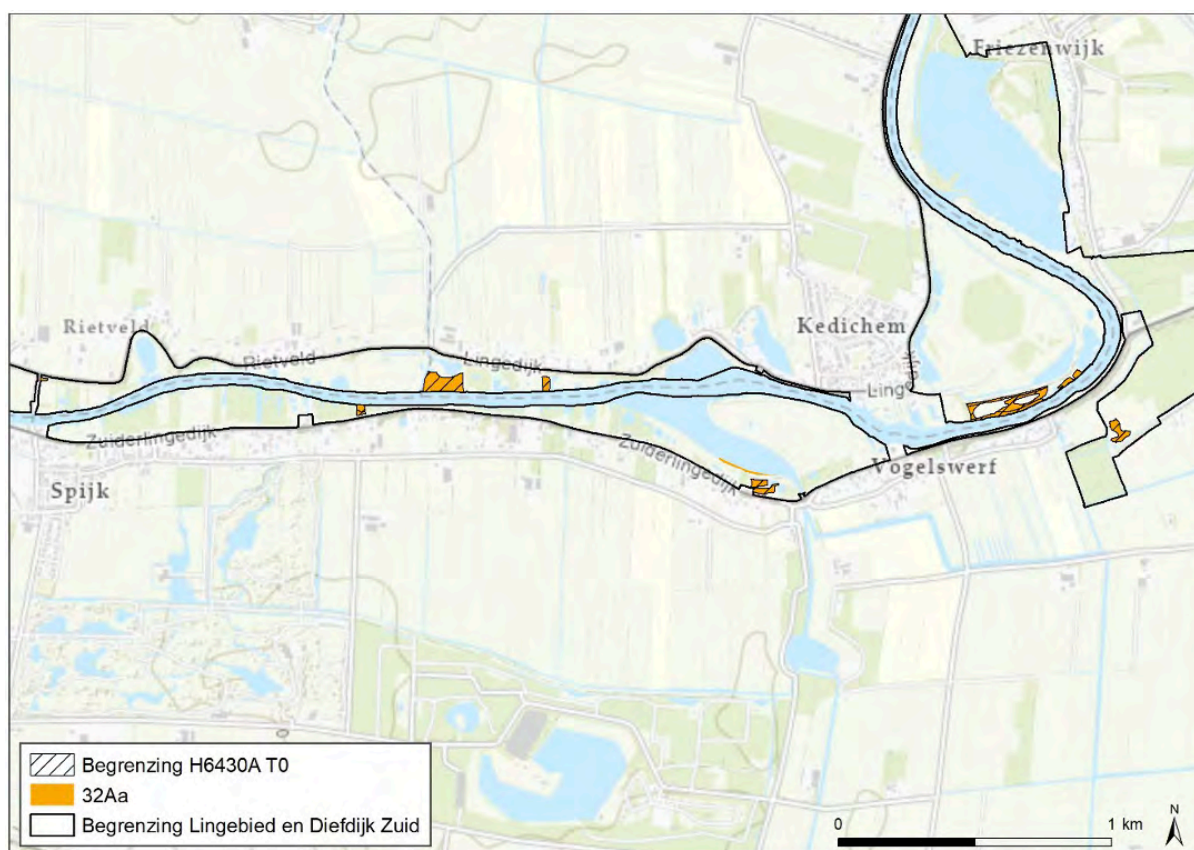 Friezenwijk
Rietveld
Rietveld
Lingedijk
Kedichem
Zuiderlingedijk
Zuiderlingedijk
Vogelswerf
Spijk
Begrenzing H6430A T0
32Aa
Begrenzing Lingebied en Diefdijk Zuid
0
1 km
N